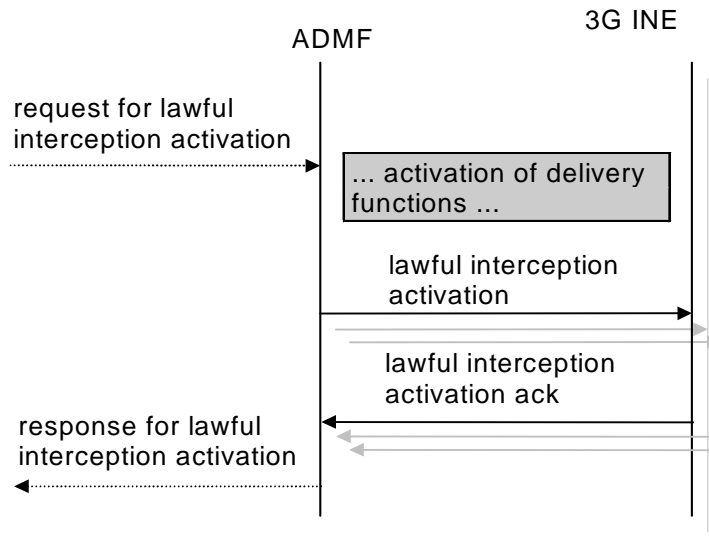 3G INE
ADMF
request for lawful
interception activation
... activation of delivery
functions ...
lawful interception
activation
lawful interception
activation ack
response for lawful
interception activation